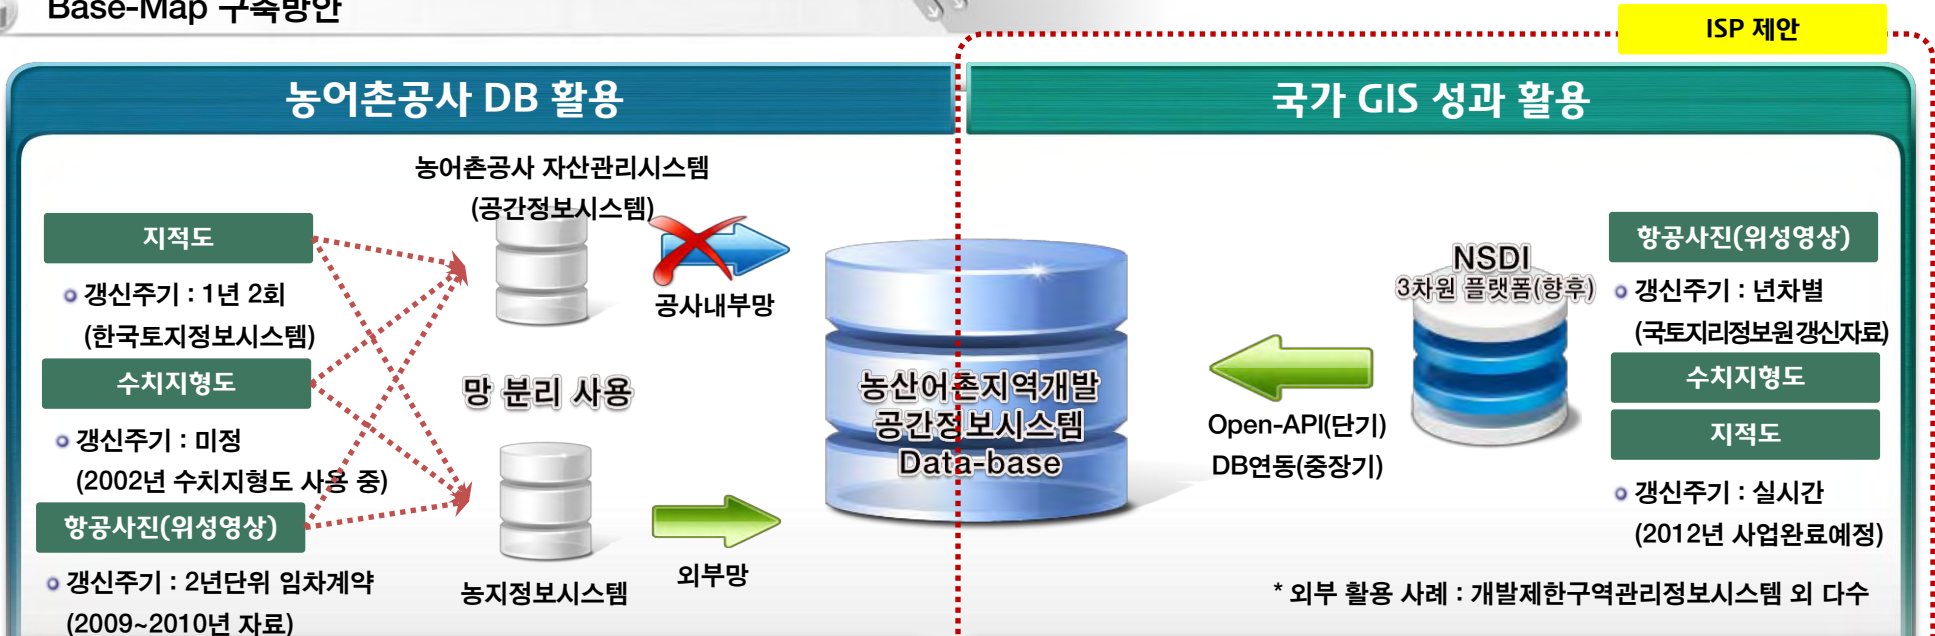 Base-Map 구축방안
ISP 제안
농어촌공사 DB 활용
국가 GIS 성과 활용
농어촌공사 자산관리시스템
(공간정보시스템)
지적도
갱신주기 : 1년 2회
(한국토지정보시스템)
수치지형도
갱신주기 : 미정
(2002년 수치지형도 사용 중)
항공사진(위성영상)
갱신주기 : 2년단위 임차계약
(2009~2010년 자료)
공사내부망
망 분리 사용
농지정보시스템
외부망
농산어촌지역개발
공간정보시스템
Data-base
NSDI
3차원 플랫폼(향후)
Open-API(단기)
DB연동(중장기)
항공사진(위성영상)
갱신주기 : 년차별
(국토지리정보원갱신자료)
수치지형도
지적도
갱신주기 : 실시간
(2012년 사업완료예정)
* 외부 활용 사례 : 개발제한구역관리정보시스템 외 다수